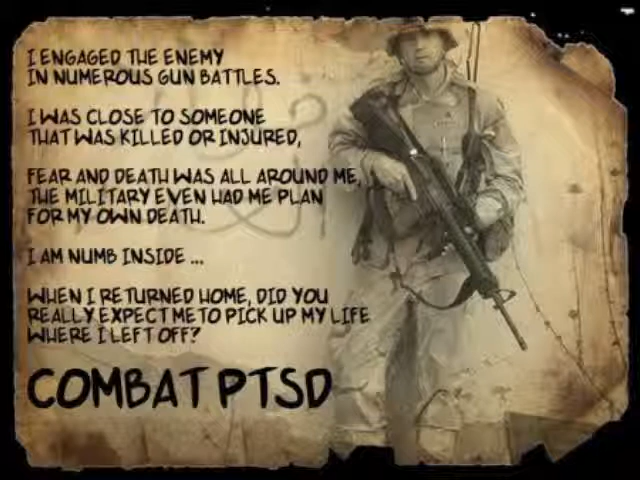 I ENGAGED THE ENEMY
IN NUMEROUS GUN BATTLES.
I WAS CLOSE TO SOMEONE
THAT WAS KILLED OR INJURED,
FEAR AND DEATH WAS ALL AROUND ME,
THE MILITARY EVEN HAD ME PLAN
FOR MY OWN DEATH.
I AM NUMB INSIDE ...
WHEN I RETURNED HOME, DID YOU
REALLY EXPECT ME TO PICK UP MY LIFE
WHERE I LEFT OFF?
COMBAT PTSD